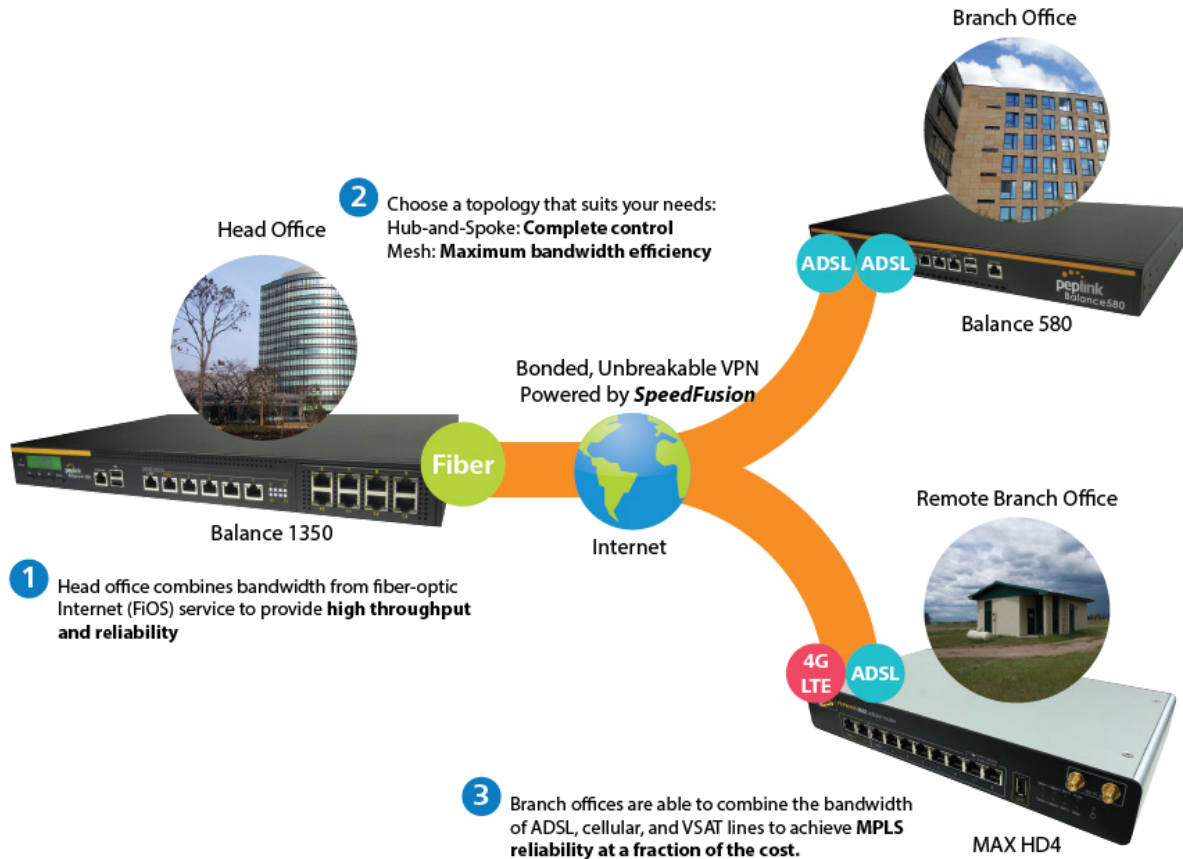 Branch Office
2
Choose a topology that suits your needs:
Hub-and-Spoke: Complete control
Mesh: Maximum bandwidth efficiency
Head Office
ADSL
ADSL
peplink
Balance580
Balance 580
Bonded, Unbreakable VPN
Powered by SpeedFusion
Fiber
peplink
Balance 1350
Internet
Remote Branch Office
1
Head office combines bandwidth from fiber-optic
Internet (FiOS) service to provide high throughput
and reliability
4G
LTE
ADSL
3
Branch offices are able to combine the bandwidth
of ADSL, cellular, and VSAT lines to achieve MPLS
reliability at a fraction of the cost.
MAX HD4